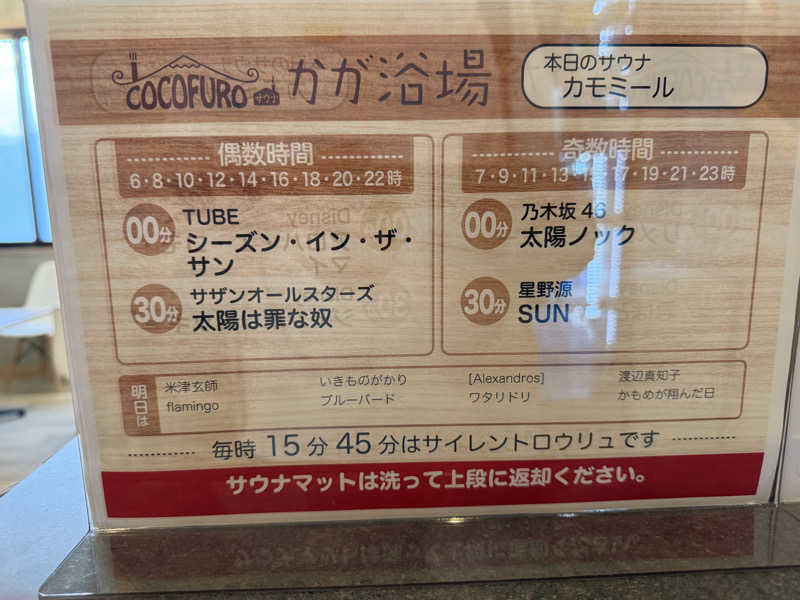 COCOFURO サウナ かが浴場
本日のサウナ
カモミール
偶数時間
6・8・10・12・14・16・18・20・22時
00分 TUBE
シーズン・イン・ザ・
サン
30分 サザンオールスターズ
太陽は罪な奴
奇数時間
7・9・11・13・15・17・19・21・23時
00分 乃木坂46
太陽ノック
30分 星野源
SUN
明日は
米津玄師
flamingo
いきものがかり
ブルーバード
[Alexandros]
ワタリドリ
渡辺真知子
かもめが翔んだ日
毎時 15分 45分はサイレントロウリュです
サウナマットは洗って上段に返却ください。